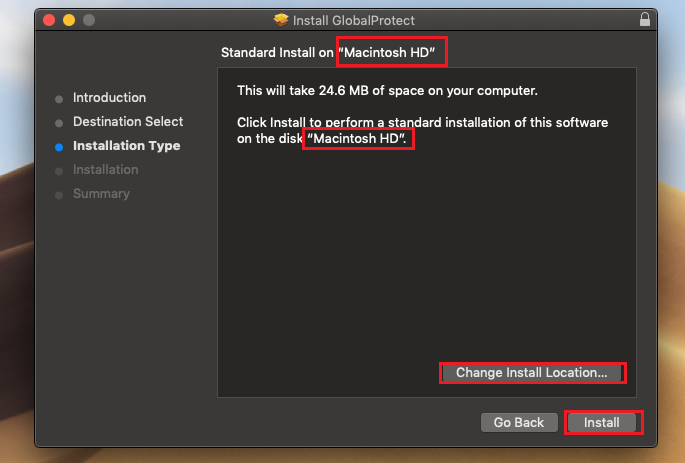 Install GlobalProtect
Standard Install on “Macintosh HD”
Introduction
Destination Select
Installation Type
Installation
Summary
This will take 24.6 MB of space on your computer.
Click Install to perform a standard installation of this software
on the disk “Macintosh HD”.
Change Install Location...
Go Back
Install